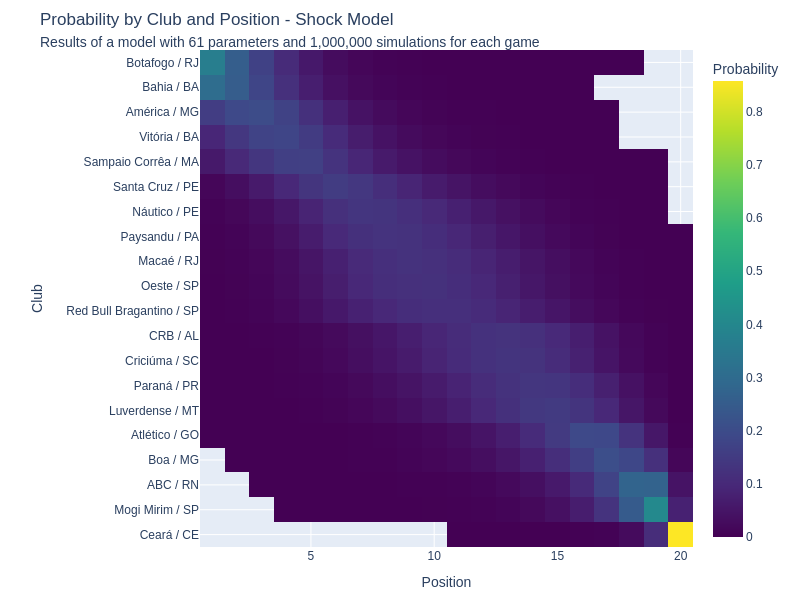 Probability by Club and Position - Shock Model
Results of a model with 61 parameters and 1,000,000 simulations for each game
Probability
Club
Botafogo / RJ
Bahia / BA
América / MG
Vitória / BA
Sampaio Corrêa / MA
Santa Cruz / PE
Náutico / PE
Paysandu / PA
Macaé / RJ
Oeste / SP
Red Bull Bragantino / SP
CRB / AL
Criciúma / SC
Paraná / PR
Luverdense / MT
Atlético / GO
Boa / MG
ABC / RN
Mogi Mirim / SP
Ceará / CE
0.8
0.7
0.6
0.5
0.4
0.3
0.2
0.1
0
5 10 15 20
Position